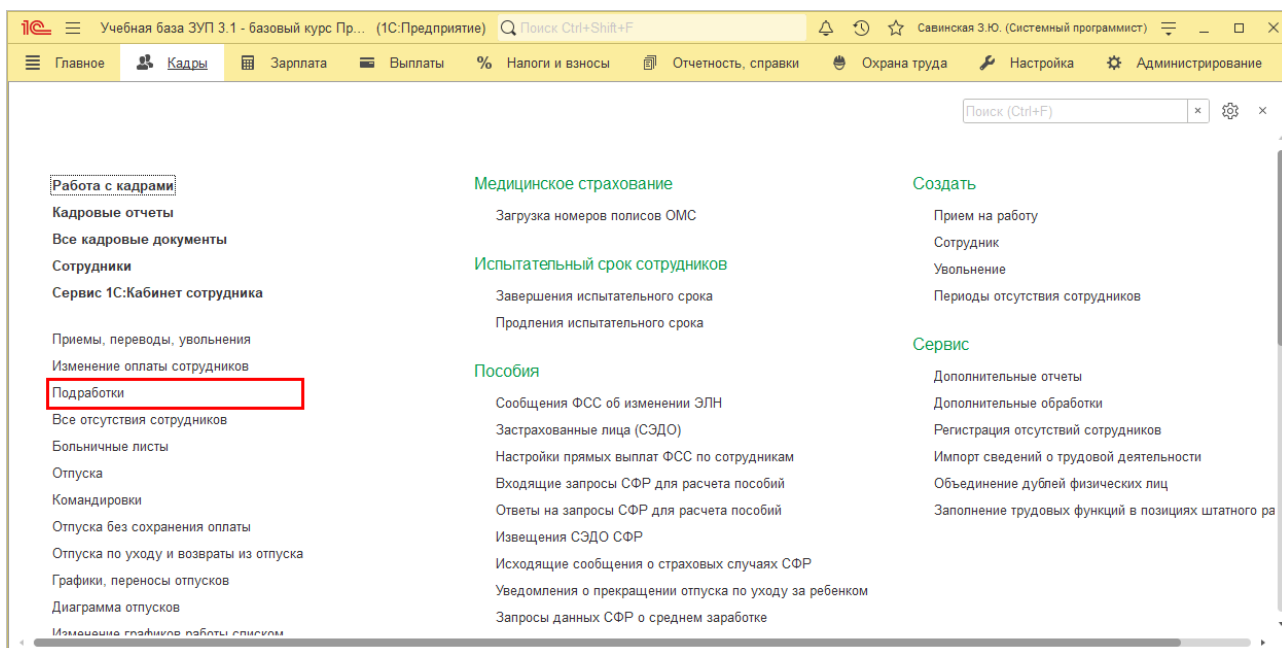 1С Учебная база ЗУП 3.1 - базовый курс Пр... (1С:Предприятие) Поиск Ctrl+Shift+F Савинская З.Ю. (Системный программист)
Главное Кадры Зарплата Выплаты % Налоги и взносы Отчетность, справки Охрана труда Настройка Администрирование
Поиск (Ctrl+F)
Работа с кадрами
Кадровые отчеты
Все кадровые документы
Сотрудники
Сервис 1С:Кабинет сотрудника
Приемы, переводы, увольнения
Изменение оплаты сотрудников
Подработки
Все отсутствия сотрудников
Больничные листы
Отпуска
Командировки
Отпуска без сохранения оплаты
Отпуска по уходу и возвраты из отпуска
Графики, переносы отпусков
Диаграмма отпусков
Изменение графиков работы списком
Медицинское страхование
Загрузка номеров полисов ОМС
Испытательный срок сотрудников
Завершения испытательного срока
Продления испытательного срока
Пособия
Сообщения ФСС об изменении ЭЛН
Застрахованные лица (СЭДО)
Настройки прямых выплат ФСС по сотрудникам
Входящие запросы СФР для расчета пособий
Ответы на запросы СФР для расчета пособий
Извещения СЭДО СФР
Исходящие сообщения о страховых случаях СФР
Уведомления о прекращении отпуска по уходу за ребенком
Запросы данных СФР о среднем заработке
Создать
Прием на работу
Сотрудник
Увольнение
Периоды отсутствия сотрудников
Сервис
Дополнительные отчеты
Дополнительные обработки
Регистрация отсутствий сотрудников
Импорт сведений о трудовой деятельности
Объединение дублей физических лиц
Заполнение трудовых функций в позициях штатного ра